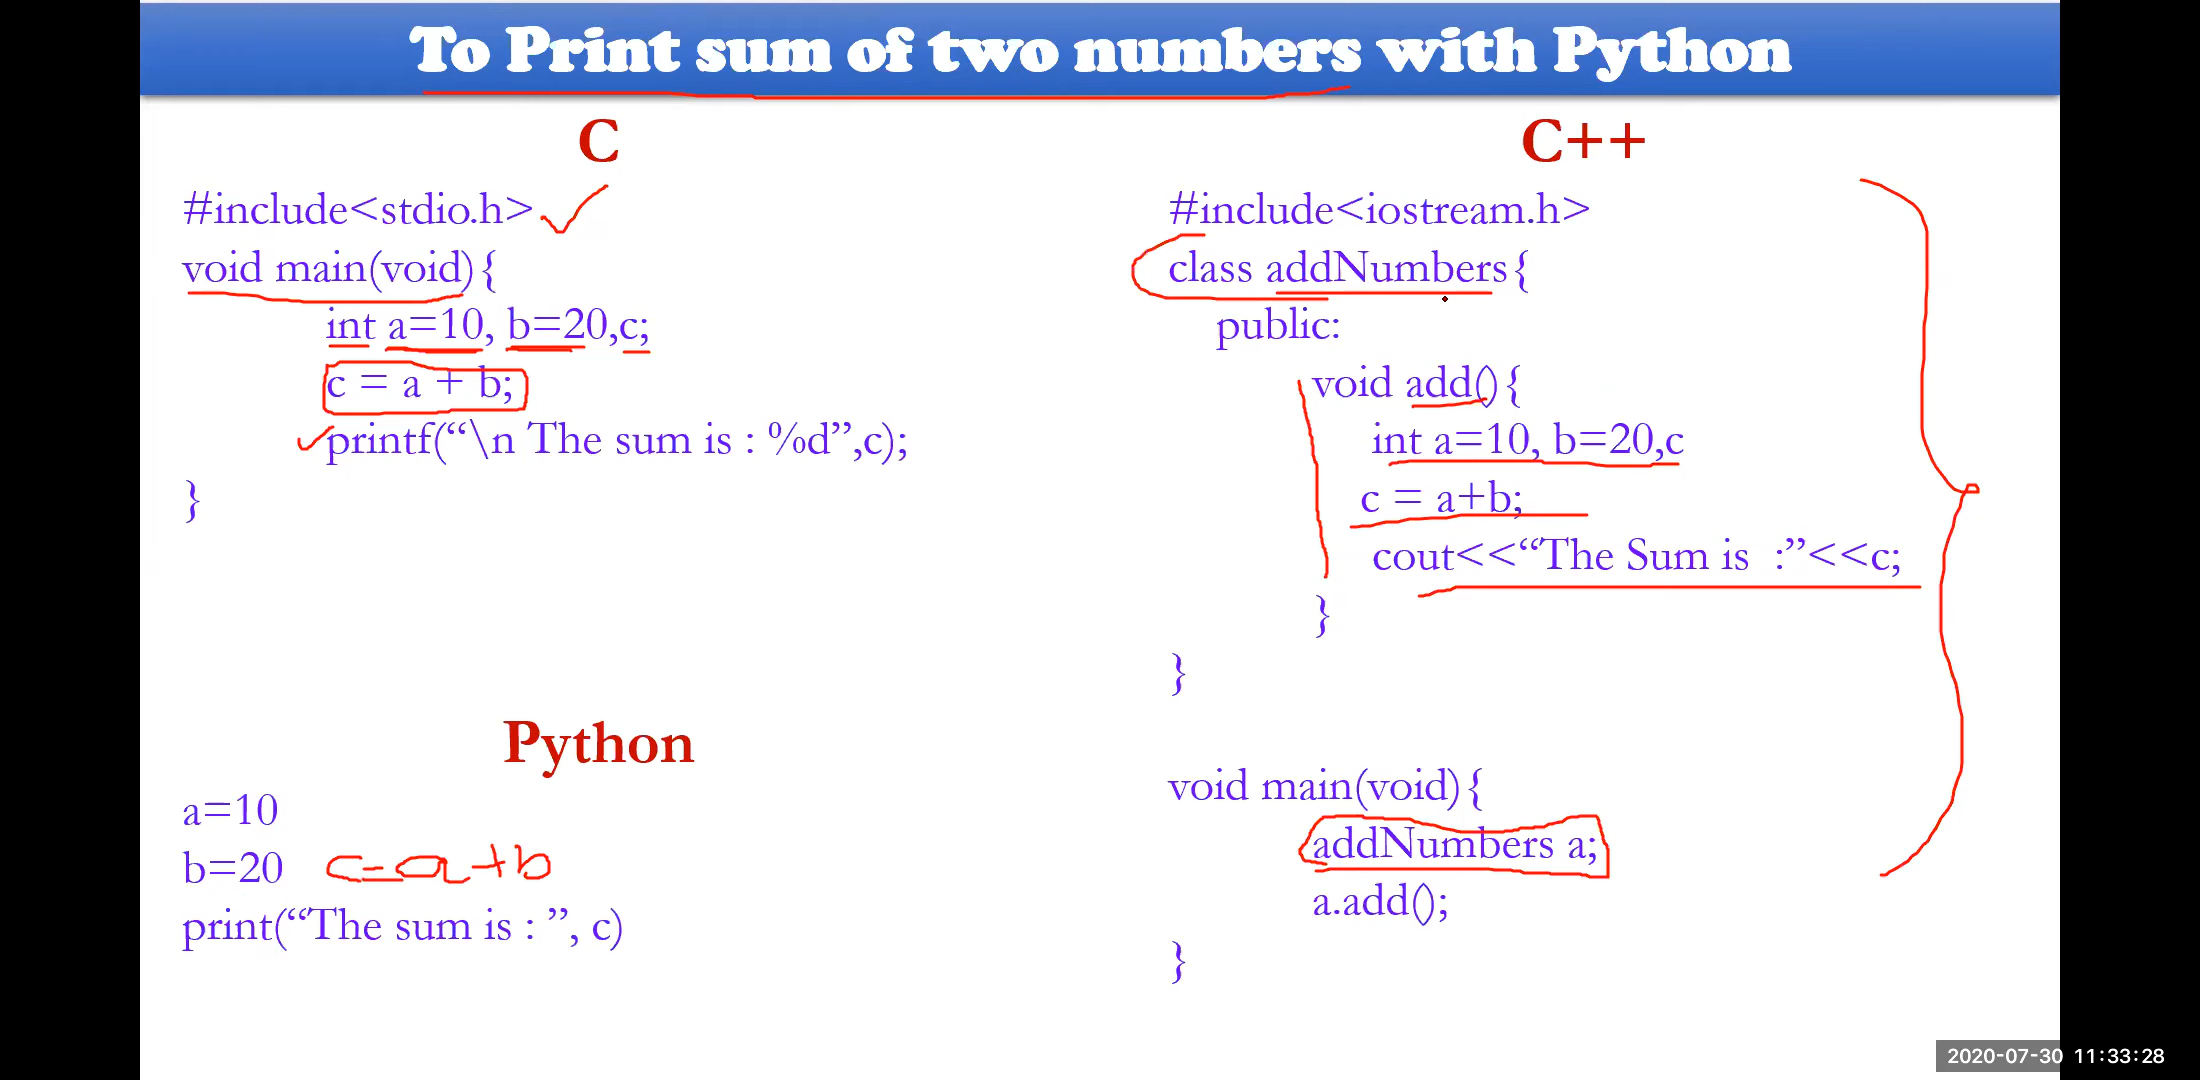 To Print sum of two numbers with Python
C
#include<stdio.h>
void main(void){
int a=10, b=20,c;
c = a + b;
printf(“\n The sum is : %d”,c);
}
Python
a=10
b=20 c=a+b
print(“The sum is : ”, c)
C++
#include<iostream.h>
class addNumbers{
public:
void add(){
int a=10, b=20,c
c = a+b;
cout<<“The Sum is  :”<<c;
}
}
void main(void){
addNumbers a;
a.add();
}
2020-07-30 11:33:28